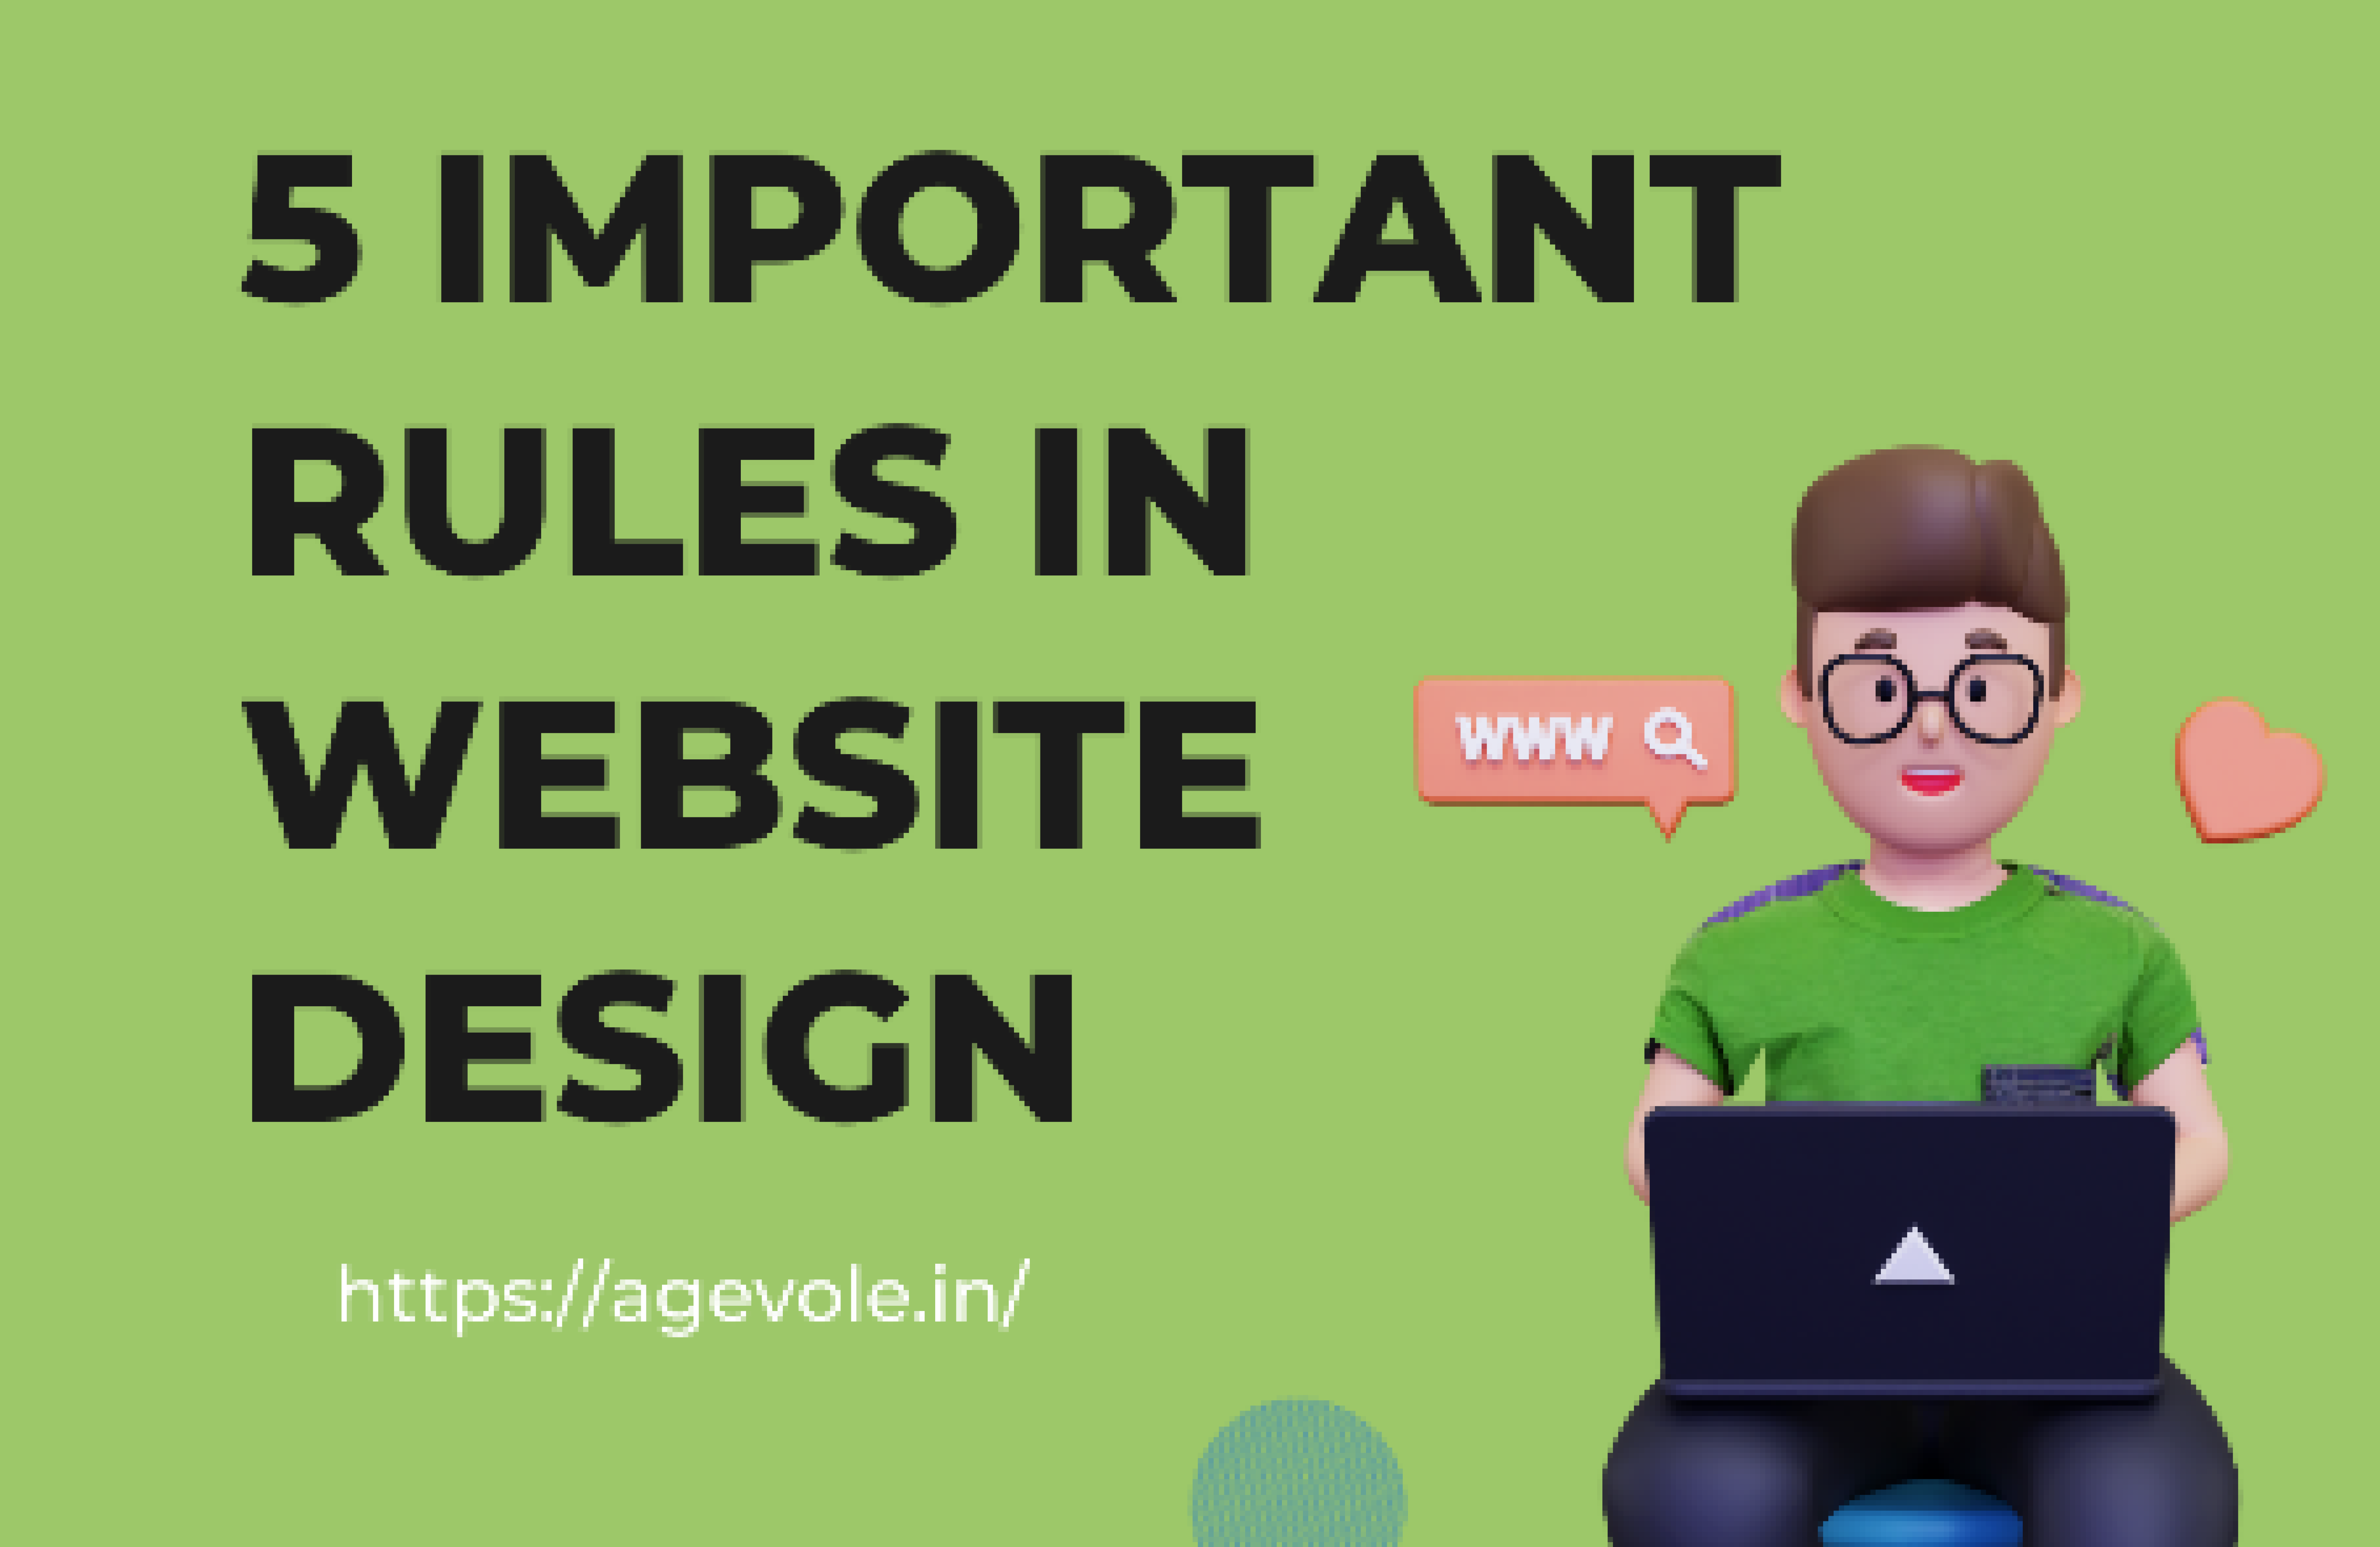 5 IMPORTANT
RULES IN
WEBSITE
DESIGN
www
https://agevole.in/